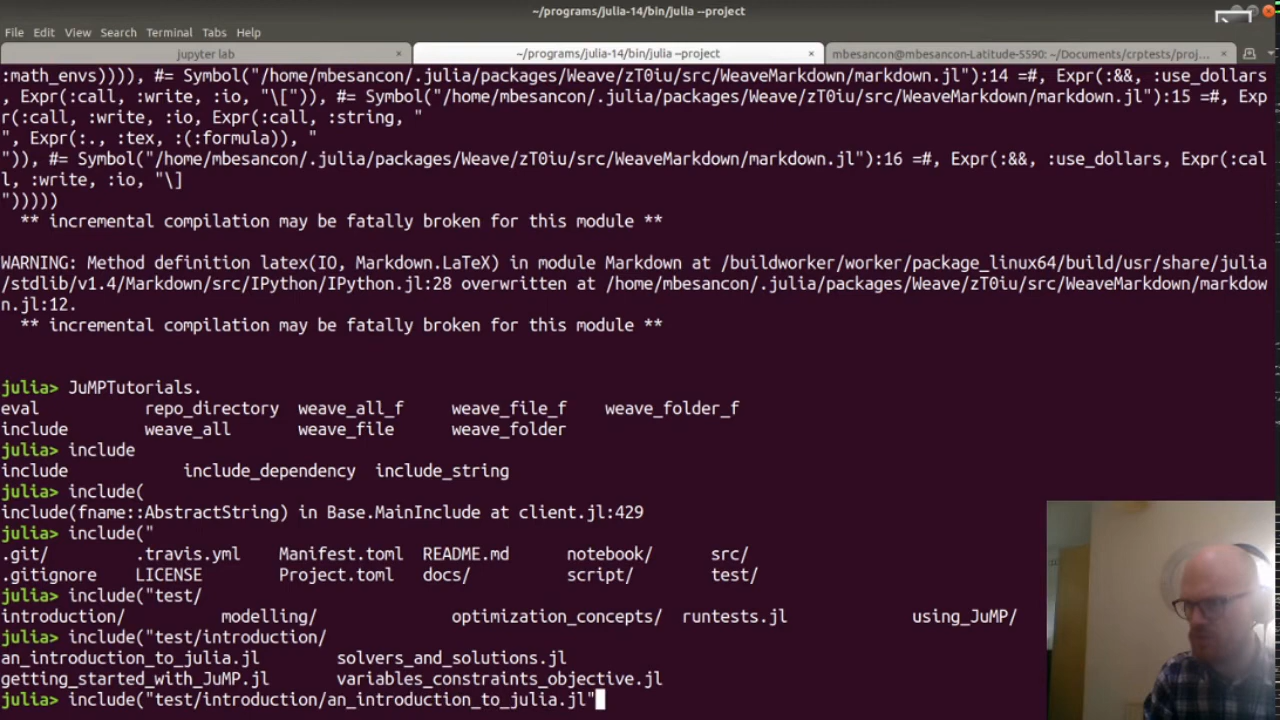 ~/programs/julia-14/bin/julia --project
File Edit View Search Terminal Tabs Help
jupyter lab × ~/programs/julia-14/bin/julia --project × mbesancon@mbesancon-Latitude-5590: ~/Documents/crptests/proj... ×
:math_envs)))), #= Symbol("/home/mbesancon/.julia/packages/Weave/zT0iu/src/WeaveMarkdown/markdown.jl"):14 =#, Expr(:&&, :use_dollars
, Expr(:call, :write, :io, "\[")), #= Symbol("/home/mbesancon/.julia/packages/Weave/zT0iu/src/WeaveMarkdown/markdown.jl"):15 =#, Exp
r(:call, :write, :io, Expr(:call, :string, "
", Expr(:., :tex, :(:formula)), "
")), #= Symbol("/home/mbesancon/.julia/packages/Weave/zT0iu/src/WeaveMarkdown/markdown.jl"):16 =#, Expr(:&&, :use_dollars, Expr(:cal
l, :write, :io, "\]
")))))
** incremental compilation may be fatally broken for this module **
WARNING: Method definition latex(IO, Markdown.LaTeX) in module Markdown at /buildworker/worker/package_linux64/build/usr/share/julia
/stdlib/v1.4/Markdown/src/IPython/IPython.jl:28 overwritten at /home/mbesancon/.julia/packages/Weave/zT0iu/src/WeaveMarkdown/markdow
n.jl:12.
** incremental compilation may be fatally broken for this module **
julia> JuMPTutorials.
eval repo_directory weave_all_f weave_file_f weave_folder_f
include weave_all weave_file weave_folder
julia> include
include include_dependency include_string
julia> include(
include(fname::AbstractString) in Base.MainInclude at client.jl:429
julia> include("
.git/ .travis.yml Manifest.toml README.md notebook/ src/
.gitignore LICENSE Project.toml docs/ script/ test/
julia> include("test/
introduction/ modelling/ optimization_concepts/ runtests.jl using_JuMP/
julia> include("test/introduction/
an_introduction_to_julia.jl solvers_and_solutions.jl
getting_started_with_JuMP.jl variables_constraints_objective.jl
julia> include("test/introduction/an_introduction_to_julia.jl"